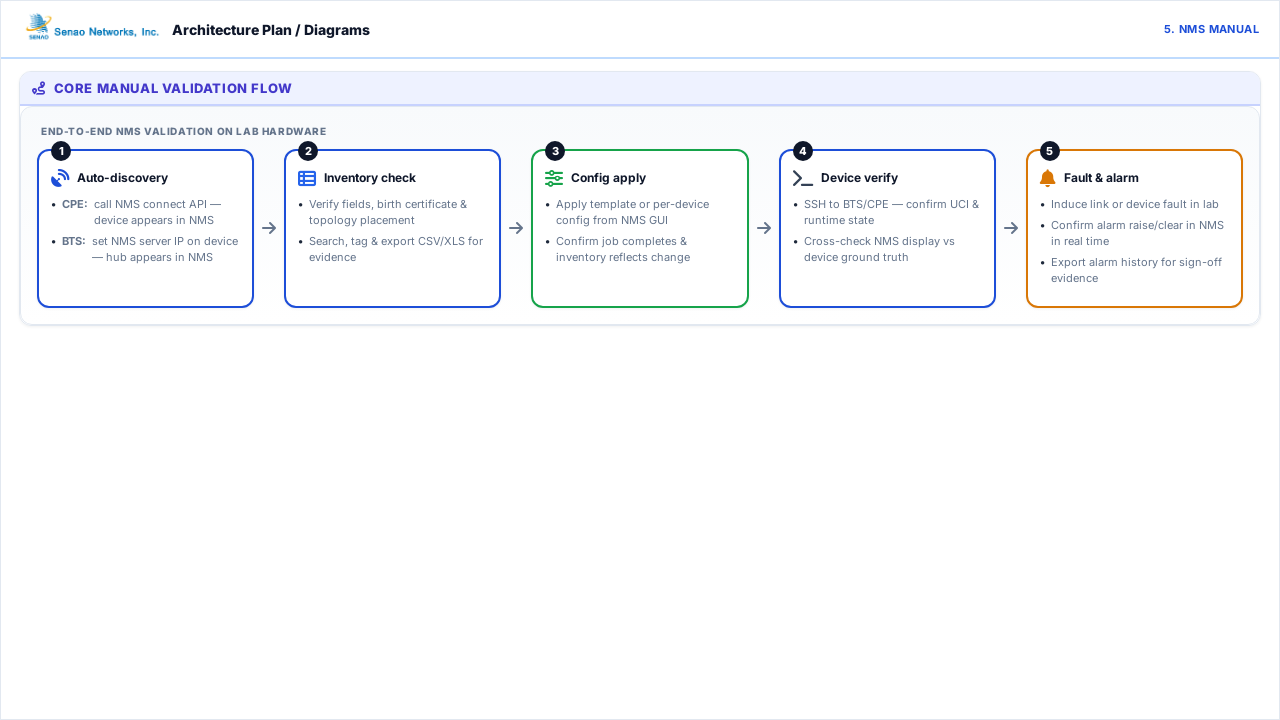 SENAO
Senao Networks, Inc.
Architecture Plan / Diagrams
5. NMS MANUAL
CORE MANUAL VALIDATION FLOW
END-TO-END NMS VALIDATION ON LAB HARDWARE
1
Auto-discovery
• CPE: call NMS connect API —
device appears in NMS
• BTS: set NMS server IP on device
— hub appears in NMS
2
Inventory check
• Verify fields, birth certificate &
topology placement
• Search, tag & export CSV/XLS for
evidence
3
Config apply
• Apply template or per-device
config from NMS GUI
• Confirm job completes &
inventory reflects change
4
Device verify
• SSH to BTS/CPE — confirm UCI &
runtime state
• Cross-check NMS display vs
device ground truth
5
Fault & alarm
• Induce link or device fault in lab
• Confirm alarm raise/clear in NMS
in real time
• Export alarm history for sign-off
evidence